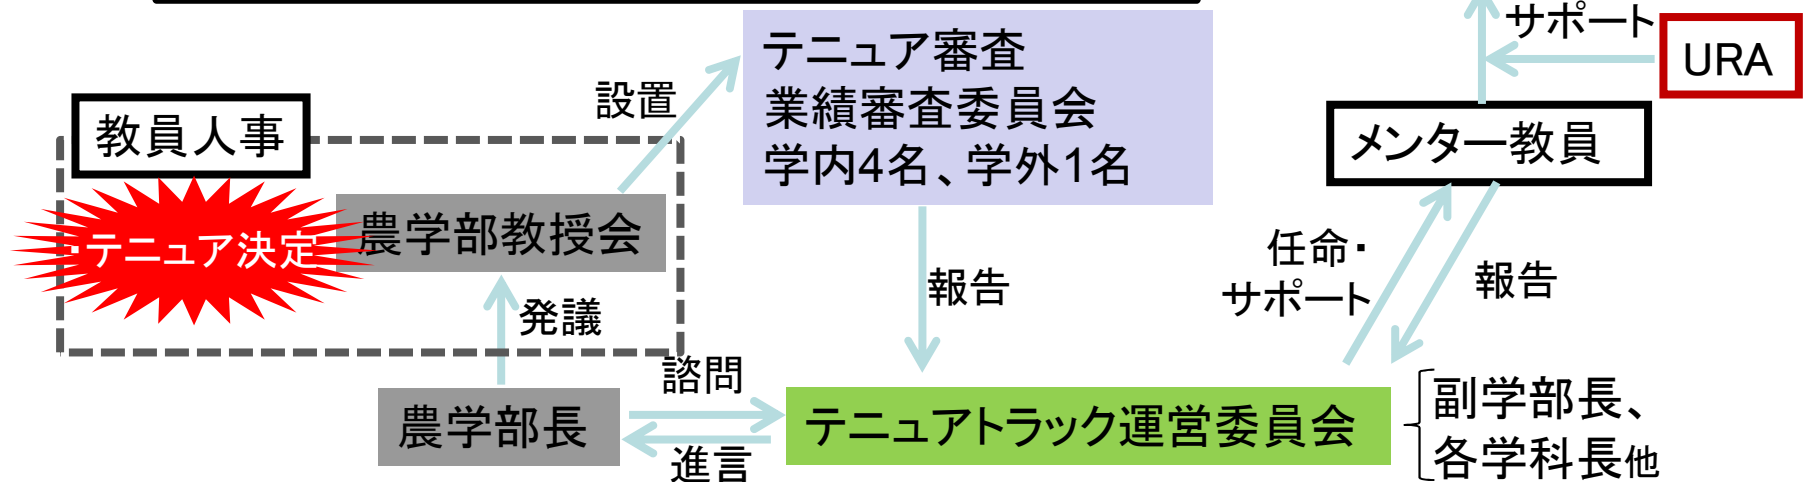 サポート
URA
テニュア審査
業績審査委員会
学内4名、学外1名
設置
教員人事
メンター教員
農学部教授会
・テニュア決定
任命・
サポート
報告
報告
発議
諮問
農学部長
テニュアトラック運営委員会
副学部長、
各学科長他
進言